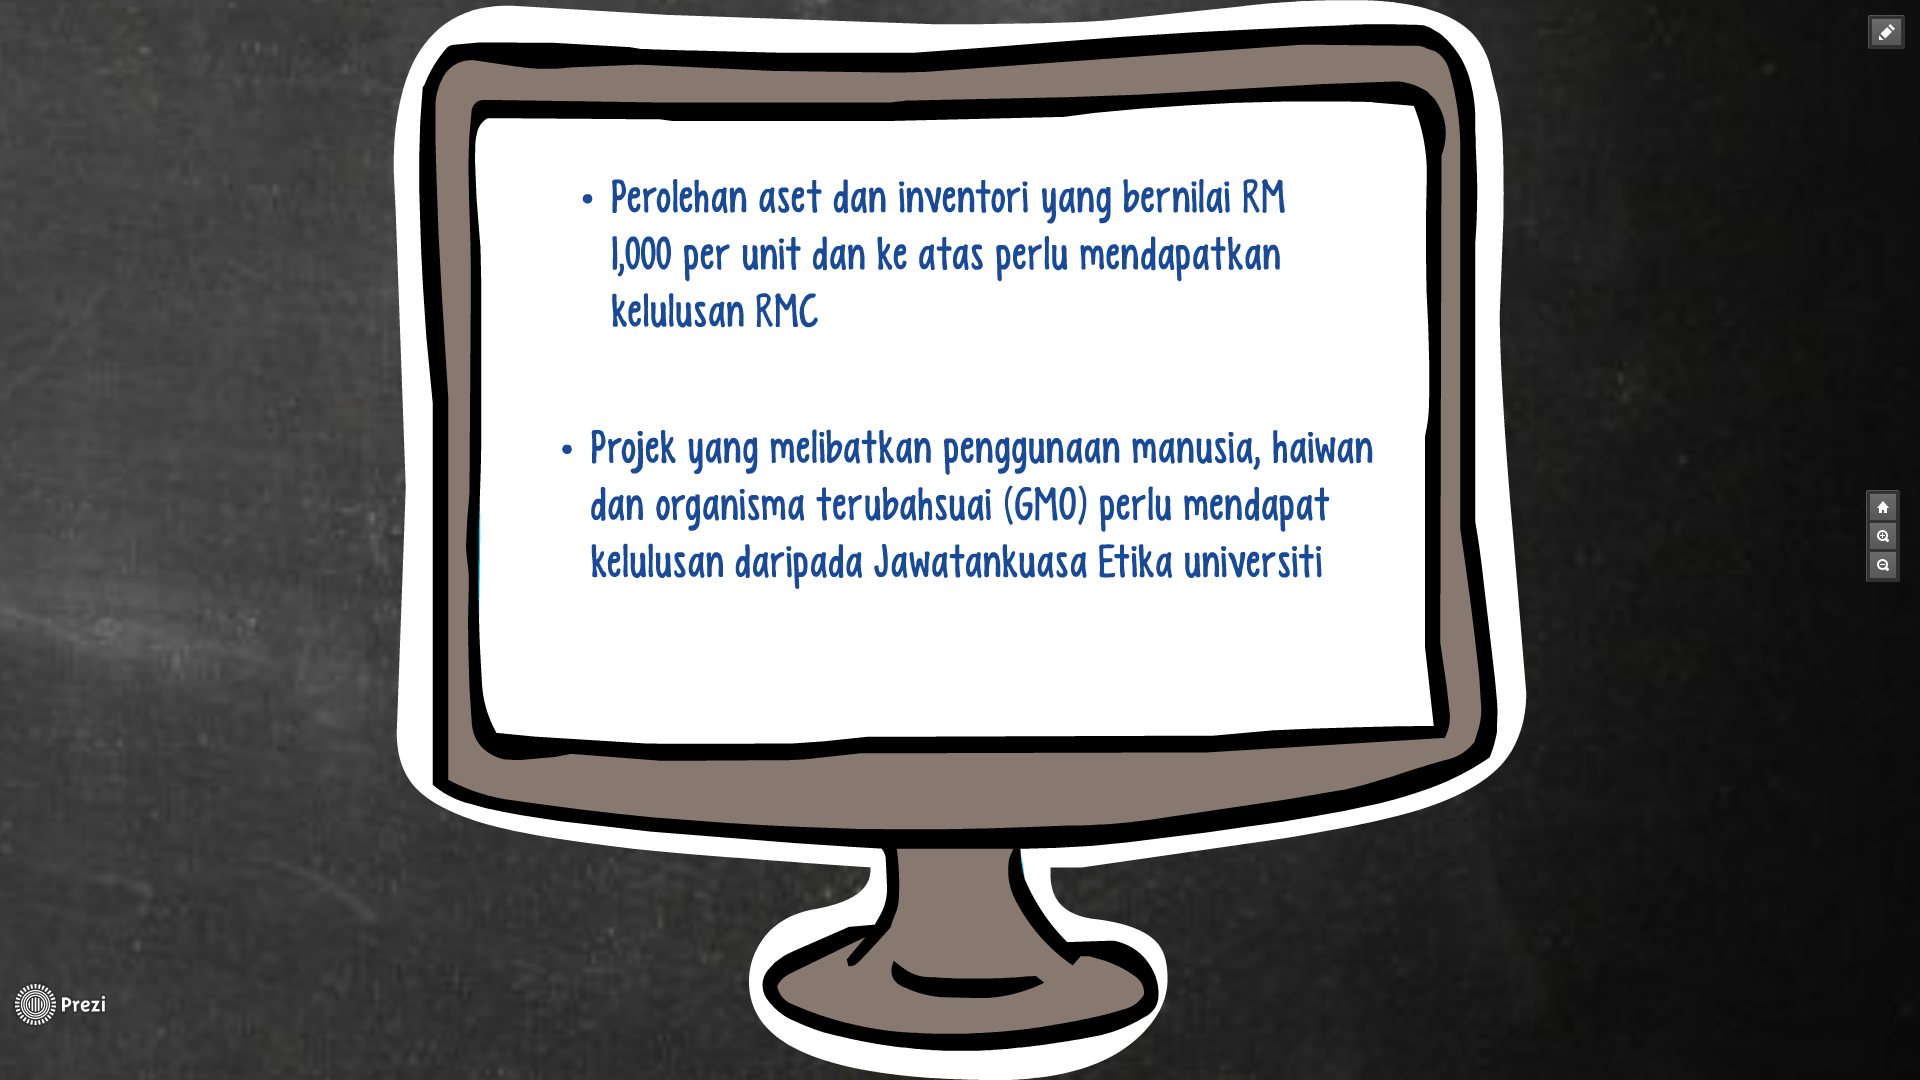 • Perolehan aset dan inventori yang bernilai RM
1,000 per unit dan ke atas perlu mendapatkan
kelulusan RMC
• Projek yang melibatkan penggunaan manusia, haiwan
dan organisma terubahsuai (GMO) perlu mendapat
kelulusan daripada Jawatankuasa Etika universiti
Prezi